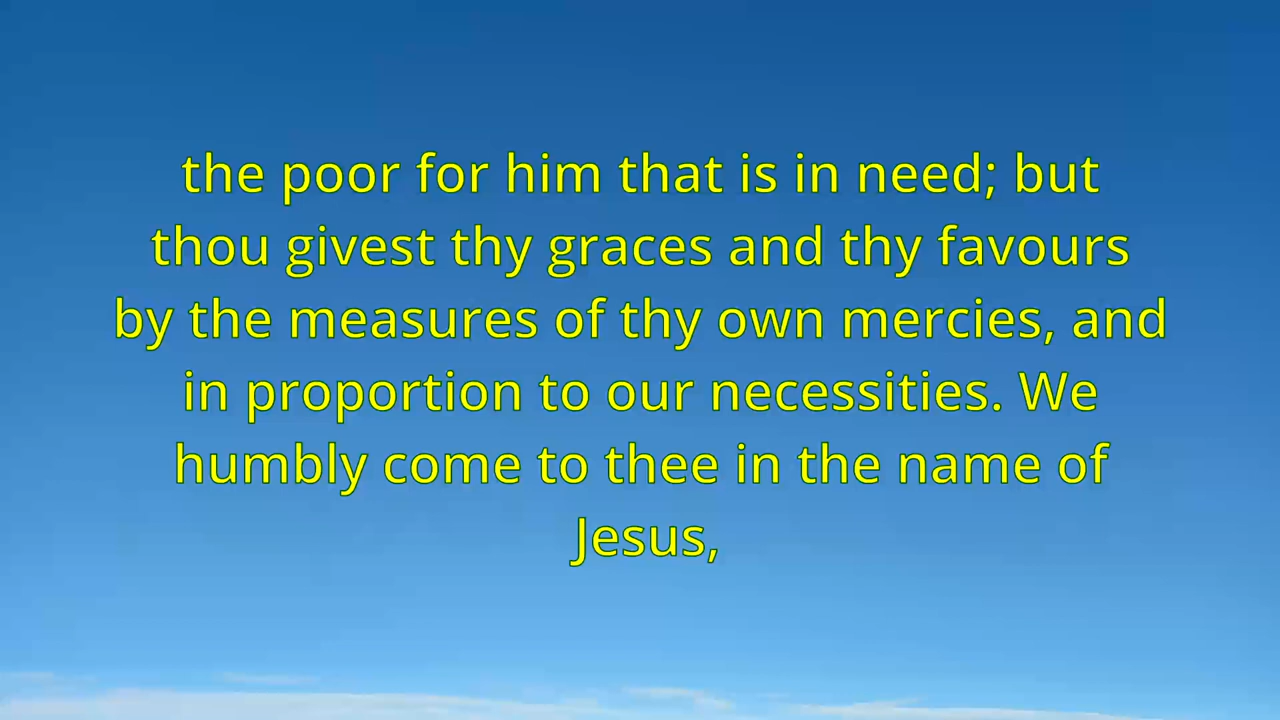 the poor for him that is in need; but
thou givest thy graces and thy favours
by the measures of thy own mercies, and
in proportion to our necessities. We
humbly come to thee in the name of
Jesus,